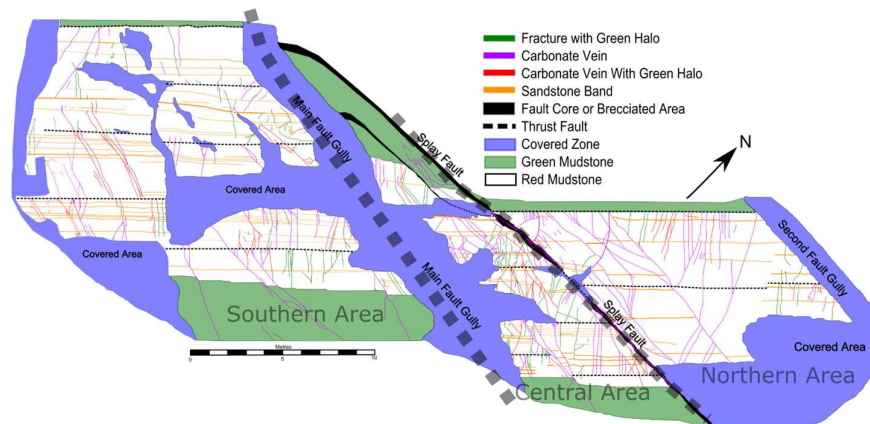 Fracture with Green Halo
Carbonate Vein
Carbonate Vein With Green Halo
Sandstone Band
Fault Core or Brecciated Area
Thrust Fault
Covered Zone
Green Mudstone
Red Mudstone
N
Main Fault Gully
Splay Fault
Covered Area
Covered Area
Second Fault Gully
Main Fault Gully
Splay Fault
Southern Area
Covered Area
Northern Area
Central Area
Metres
0 5 10